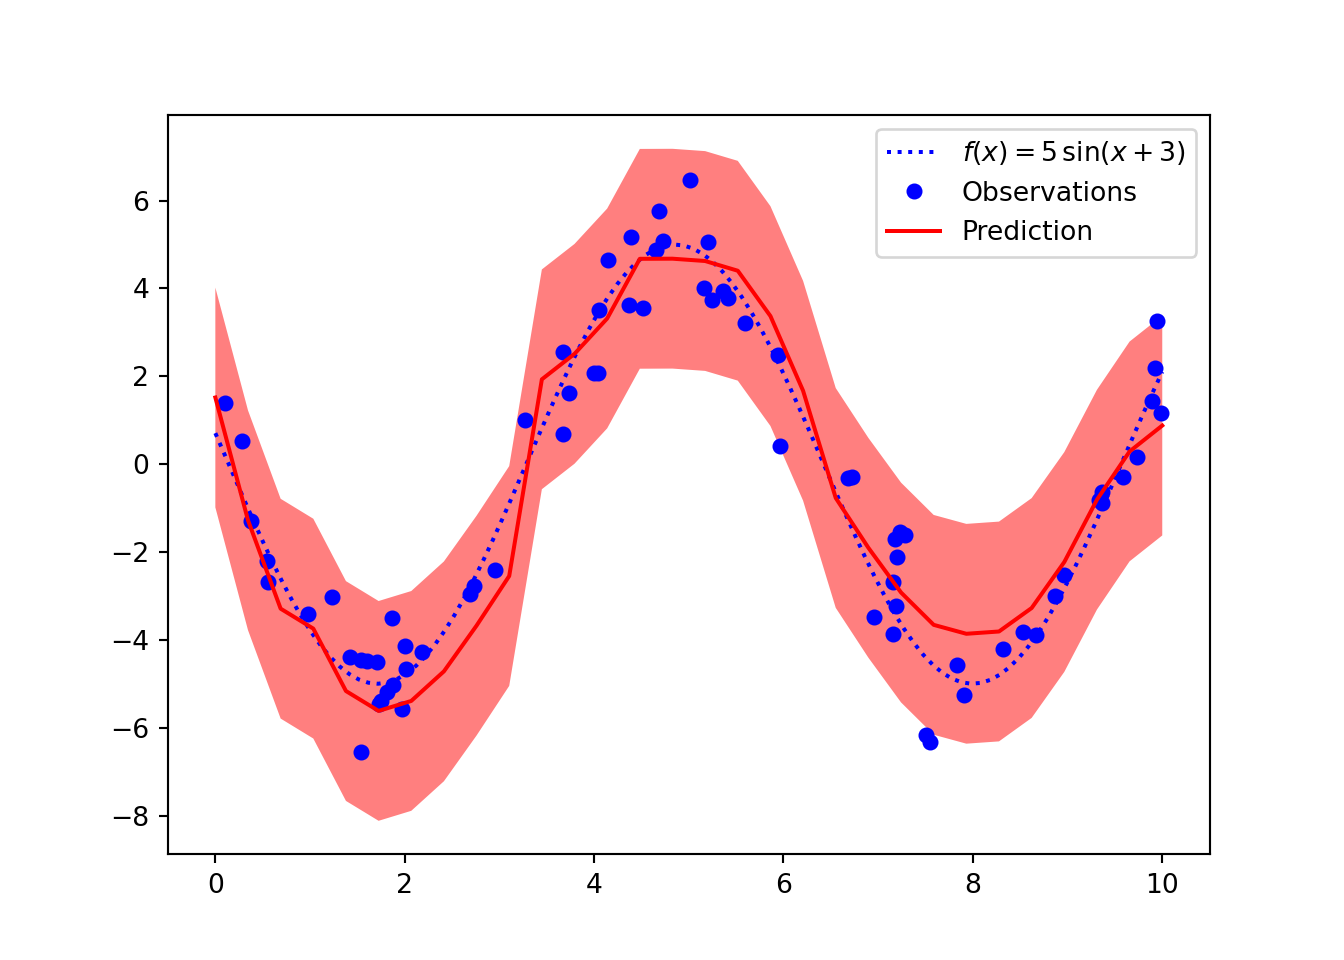 f(x) = 5 sin(x + 3)
Observations
Prediction
6
4
2
0
−2
−4
−6
−8
0 2 4 6 8 10